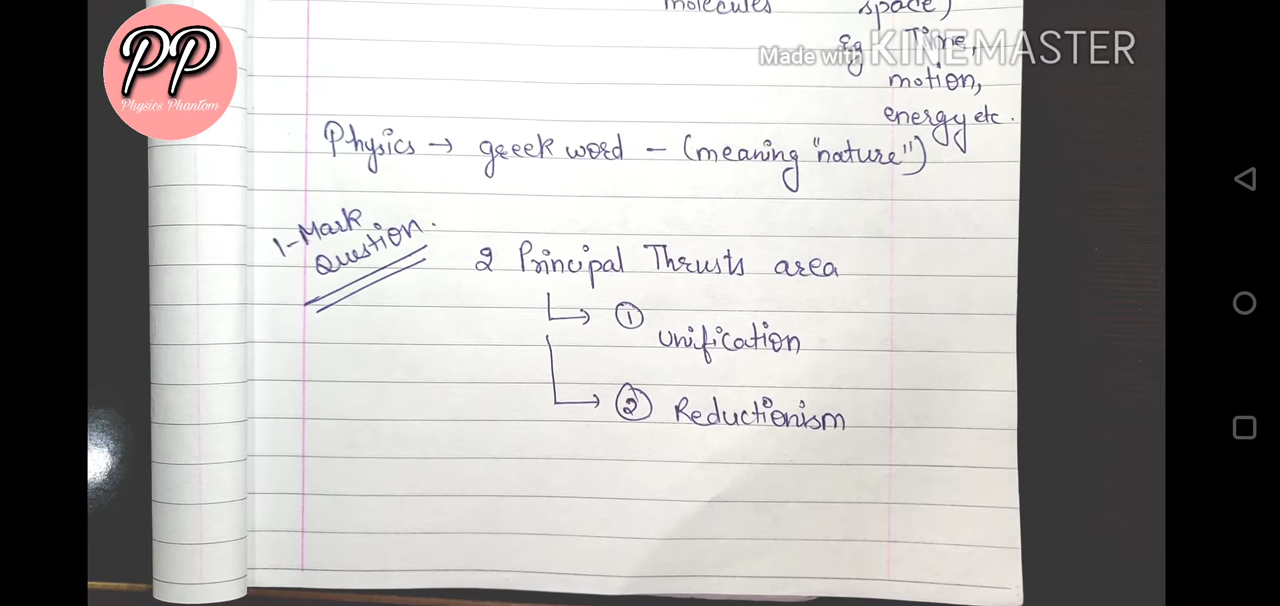 molecules space)
Eg Time,
Made with KINEMASTER
motion,
energy etc.
PP
Physics Phantom
Physics → greek word - (meaning "nature")
1-Mark
Question.
2 Principal Thrusts area
① Unification
② Reductionism